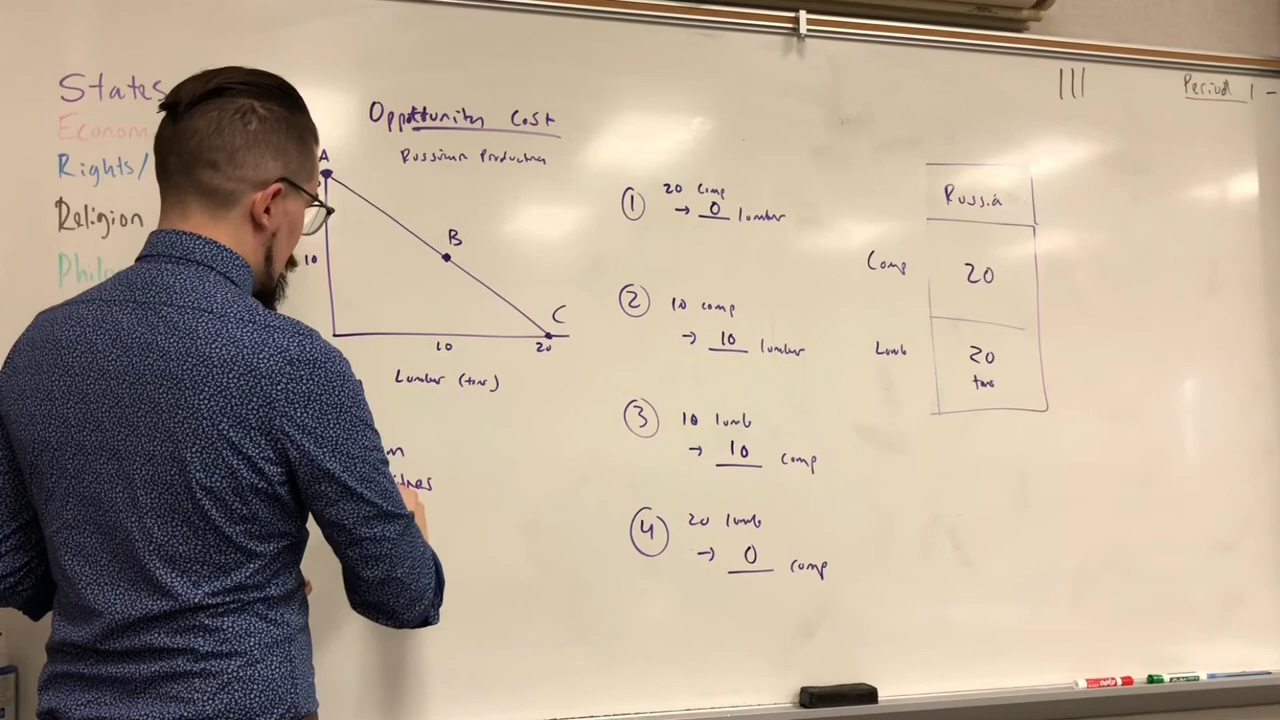 States
Econom
Rights/
Religion
Opportunity Cost
Russian Production
A
B
C
10
10
20
Lumber (tons)
① 20 comp
→ 0 lumber
② 10 comp
→ 10 lumber
③ 10 lumb
→ 10 comp
④ 20 lumb
→ 0 comp
Russia
Comp 20
Lumb 20
tons
III
Period 1 -